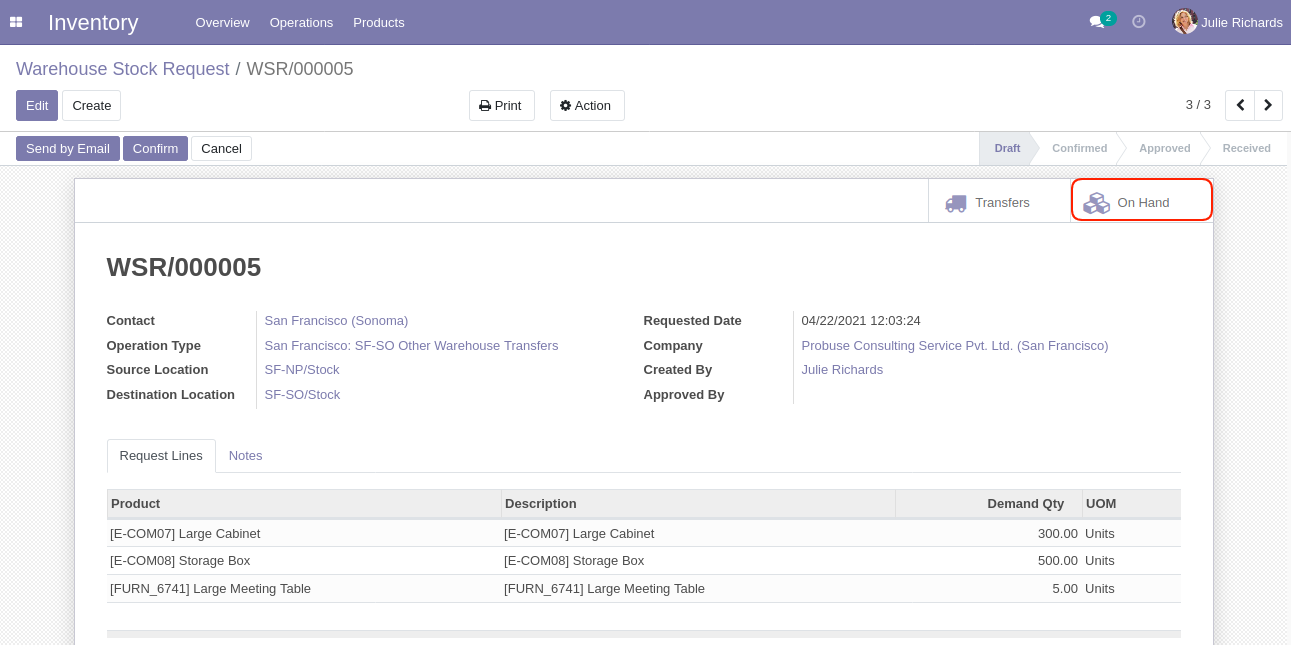 Inventory Overview Operations Products 2 Julie Richards
Warehouse Stock Request / WSR/000005
Edit Create Print Action 3 / 3
Send by Email Confirm Cancel Draft Confirmed Approved Received
Transfers On Hand
WSR/000005
Contact San Francisco (Sonoma) Requested Date 04/22/2021 12:03:24
Operation Type San Francisco: SF-SO Other Warehouse Transfers Company Probuse Consulting Service Pvt. Ltd. (San Francisco)
Source Location SF-NP/Stock Created By Julie Richards
Destination Location SF-SO/Stock Approved By
Request Lines Notes
Product Description Demand Qty UOM
[E-COM07] Large Cabinet [E-COM07] Large Cabinet 300.00 Units
[E-COM08] Storage Box [E-COM08] Storage Box 500.00 Units
[FURN_6741] Large Meeting Table [FURN_6741] Large Meeting Table 5.00 Units